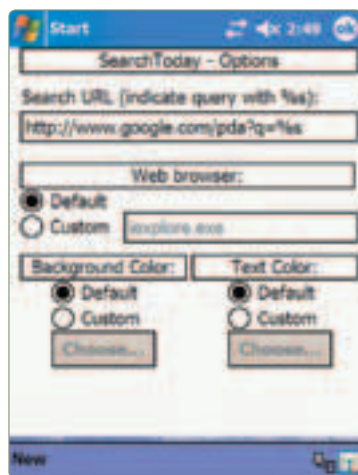 Start 2:49 ok
SearchToday - Options
Search URL (indicate query with %s):
http://www.google.com/pda?q=%s
Web browser:
Default
Custom iexplore.exe
Background Color: Text Color:
Default Default
Custom Custom
Choose... Choose...
New